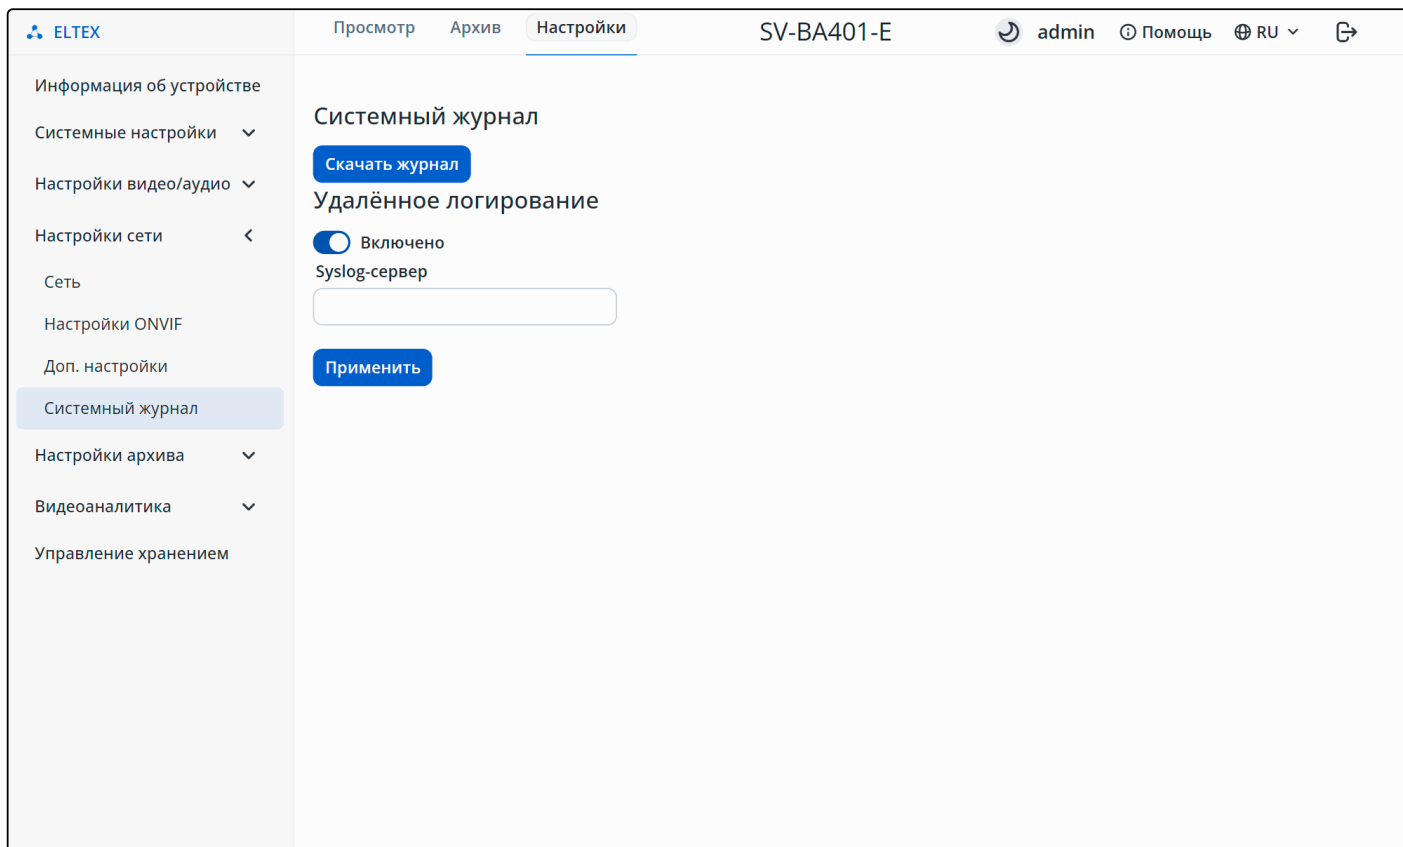 ELTEX
Просмотр Архив Настройки SV-BA401-E admin Помощь RU
Информация об устройстве
Системные настройки
Настройки видео/аудио
Настройки сети
Сеть
Настройки ONVIF
Доп. настройки
Системный журнал
Настройки архива
Видеоаналитика
Управление хранением
Системный журнал
Скачать журнал
Удалённое логирование
Включено
Syslog-сервер
Применить